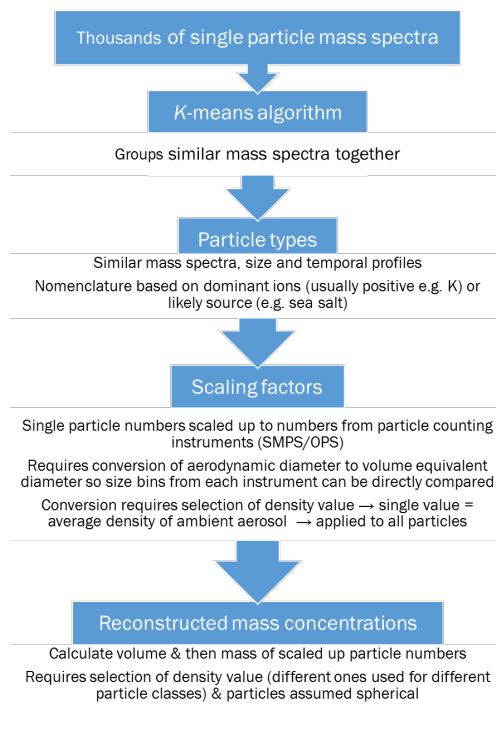 Thousands of single particle mass spectra
K-means algorithm
Groups similar mass spectra together
Particle types
Similar mass spectra, size and temporal profiles
Nomenclature based on dominant ions (usually positive e.g. K) or
likely source (e.g. sea salt)
Scaling factors
Single particle numbers scaled up to numbers from particle counting
instruments (SMPS/OPS)
Requires conversion of aerodynamic diameter to volume equivalent
diameter so size bins from each instrument can be directly compared
Conversion requires selection of density value → single value =
average density of ambient aerosol → applied to all particles
Reconstructed mass concentrations
Calculate volume & then mass of scaled up particle numbers
Requires selection of density value (different ones used for different
particle classes) & particles assumed spherical